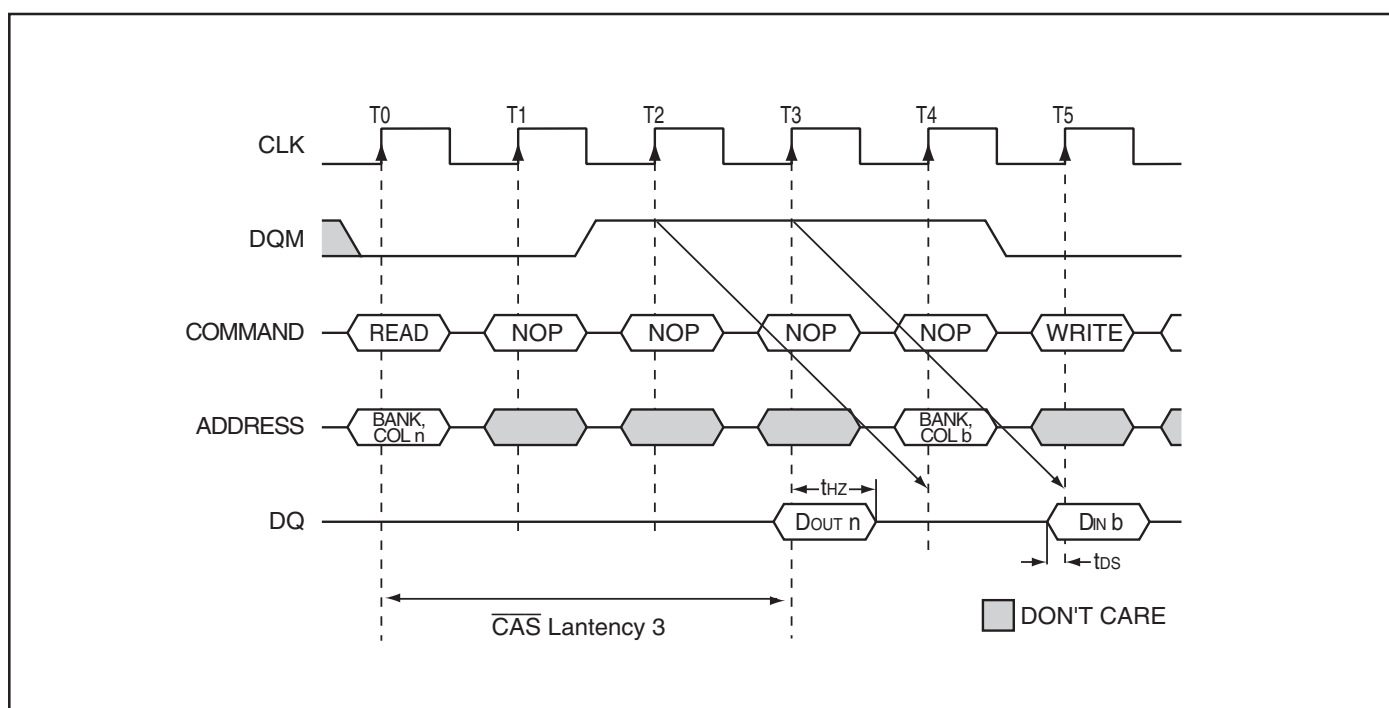 T0 T1 T2 T3 T4 T5
CLK
DQM
COMMAND READ NOP NOP NOP NOP WRITE
ADDRESS BANK, COL n BANK, COL b
tHZ
DQ DOUT n DIN b
tDS
CAS Lantency 3
DON'T CARE